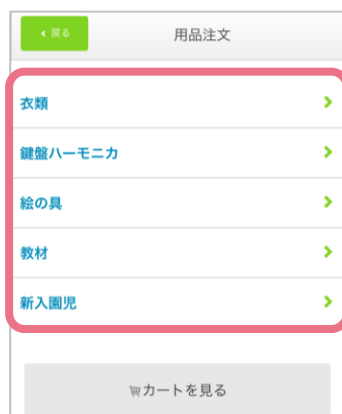 戻る
用品注文
衣類
鍵盤ハーモニカ
絵の具
教材
新入園児
カートを見る